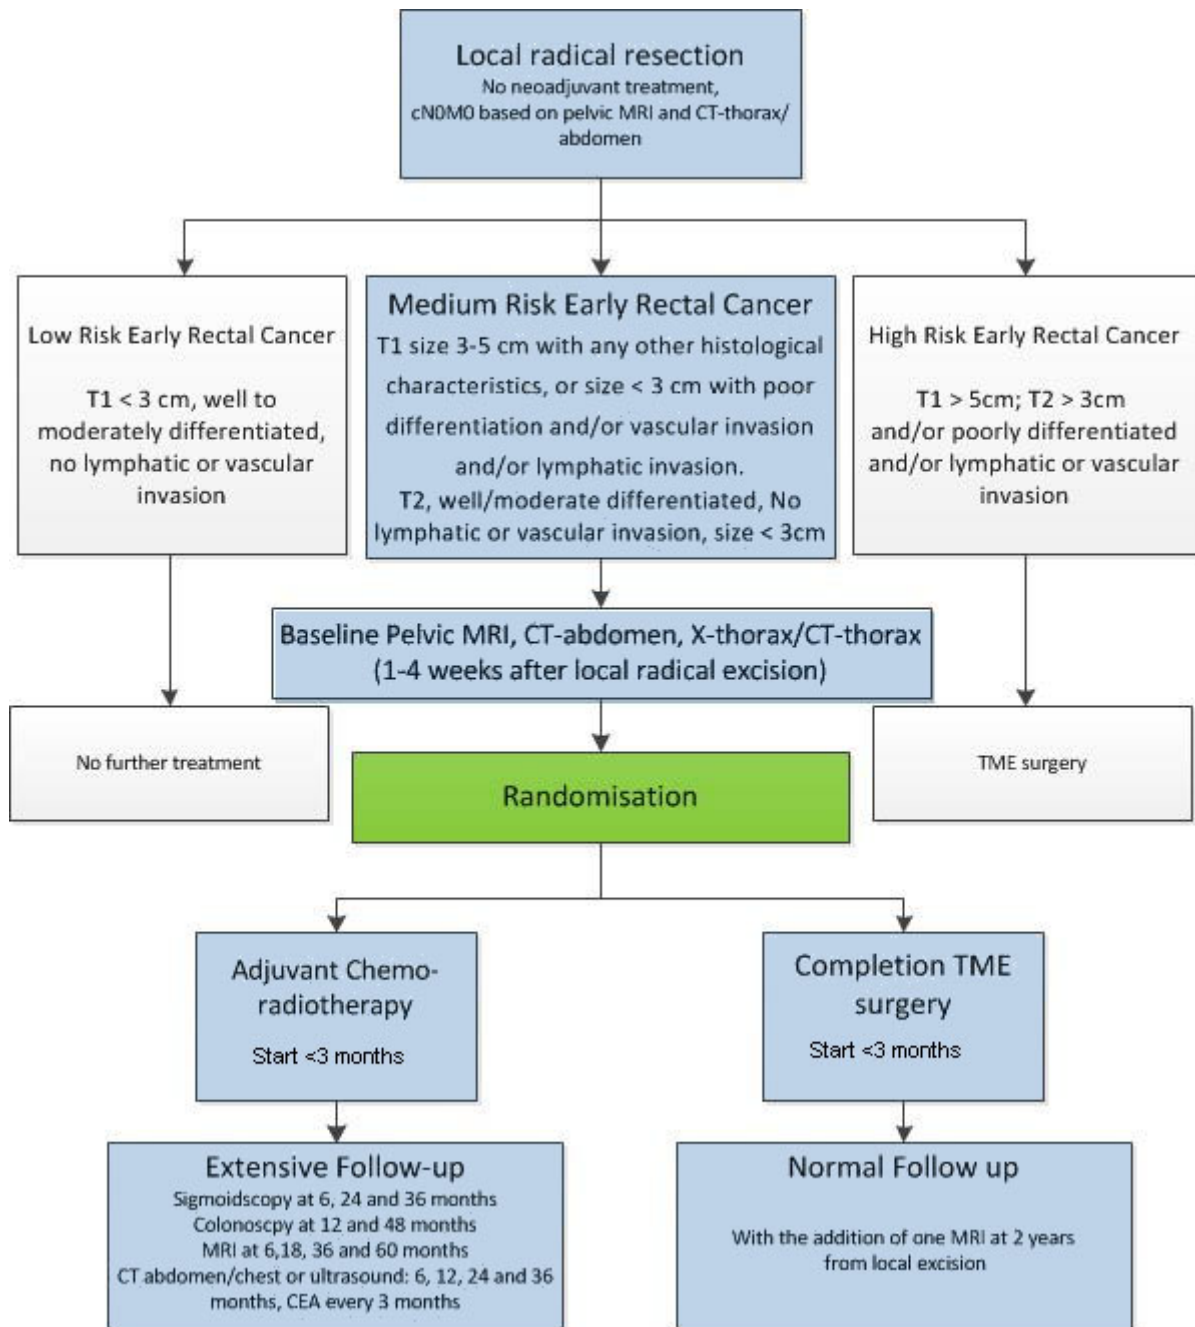 Local radical resection
No neoadjuvant treatment,
cN0M0 based on pelvic MRI and CT-thorax/
abdomen
Low Risk Early Rectal Cancer
T1 < 3 cm, well to
moderately differentiated,
no lymphatic or vascular
invasion
Medium Risk Early Rectal Cancer
T1 size 3-5 cm with any other histological
characteristics, or size < 3 cm with poor
differentiation and/or vascular invasion
and/or lymphatic invasion.
T2, well/moderate differentiated, No
lymphatic or vascular invasion, size < 3cm
High Risk Early Rectal Cancer
T1 > 5cm; T2 > 3cm
and/or poorly differentiated
and/or lymphatic or vascular
invasion
Baseline Pelvic MRI, CT-abdomen, X-thorax/CT-thorax
(1-4 weeks after local radical excision)
No further treatment
TME surgery
Randomisation
Adjuvant Chemo-
radiotherapy
Start <3 months
Completion TME
surgery
Start <3 months
Extensive Follow-up
Sigmoidscopy at 6, 24 and 36 months
Colonoscpy at 12 and 48 months
MRI at 6,18, 36 and 60 months
CT abdomen/chest or ultrasound: 6, 12, 24 and 36
months, CEA every 3 months
Normal Follow up
With the addition of one MRI at 2 years
from local excision